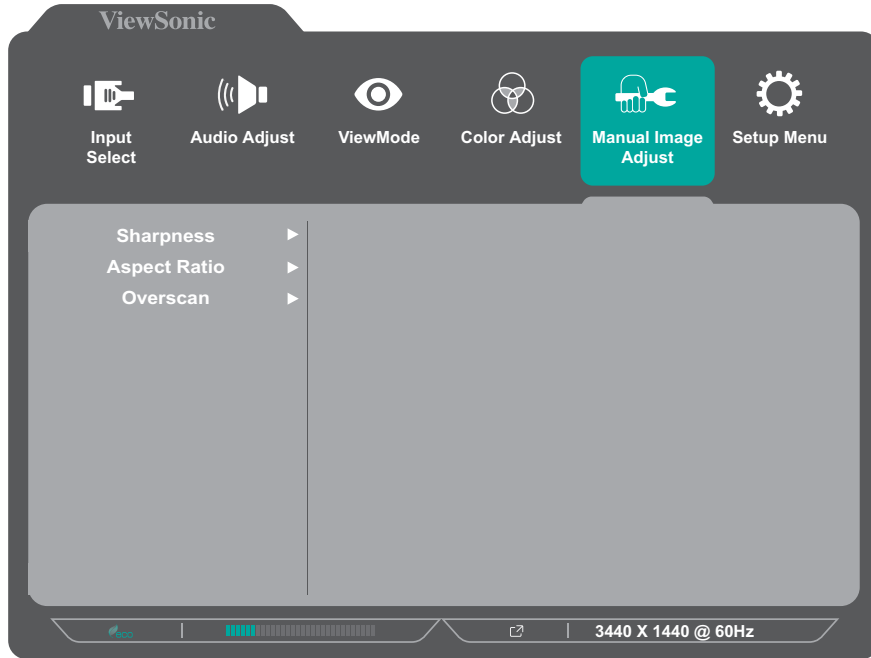 ViewSonic
Input
Select
Audio Adjust
ViewMode
Color Adjust
Manual Image
Adjust
Setup Menu
Sharpness
Aspect Ratio
Overscan
eco
3440 X 1440 @ 60Hz